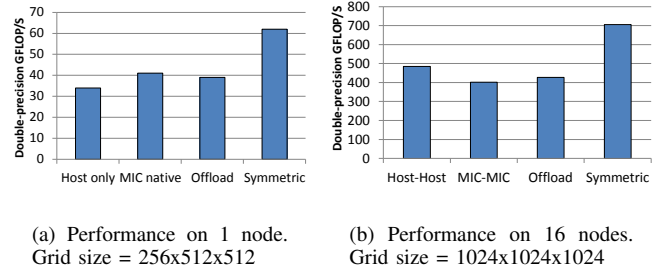 Double-precision GFLOP/S
70
60
50
40
30
20
10
0
Host only MIC native Offload Symmetric
(a) Performance on 1 node.
Grid size = 256x512x512
Double-precision GFLOP/S
800
700
600
500
400
300
200
100
0
Host-Host MIC-MIC Offload Symmetric
(b) Performance on 16 nodes.
Grid size = 1024x1024x1024